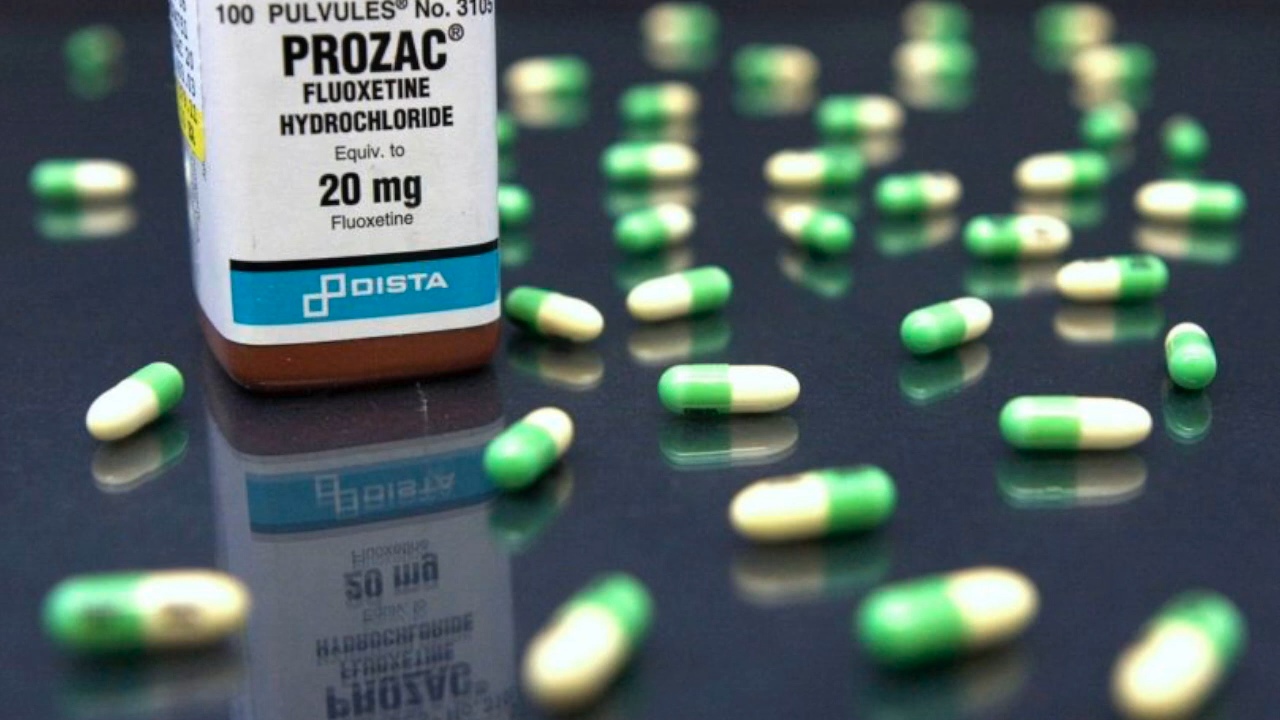 100 PULVULES® No. 3105
PROZAC®
FLUOXETINE
HYDROCHLORIDE
Equiv. to
20 mg
Fluoxetine
DISTA